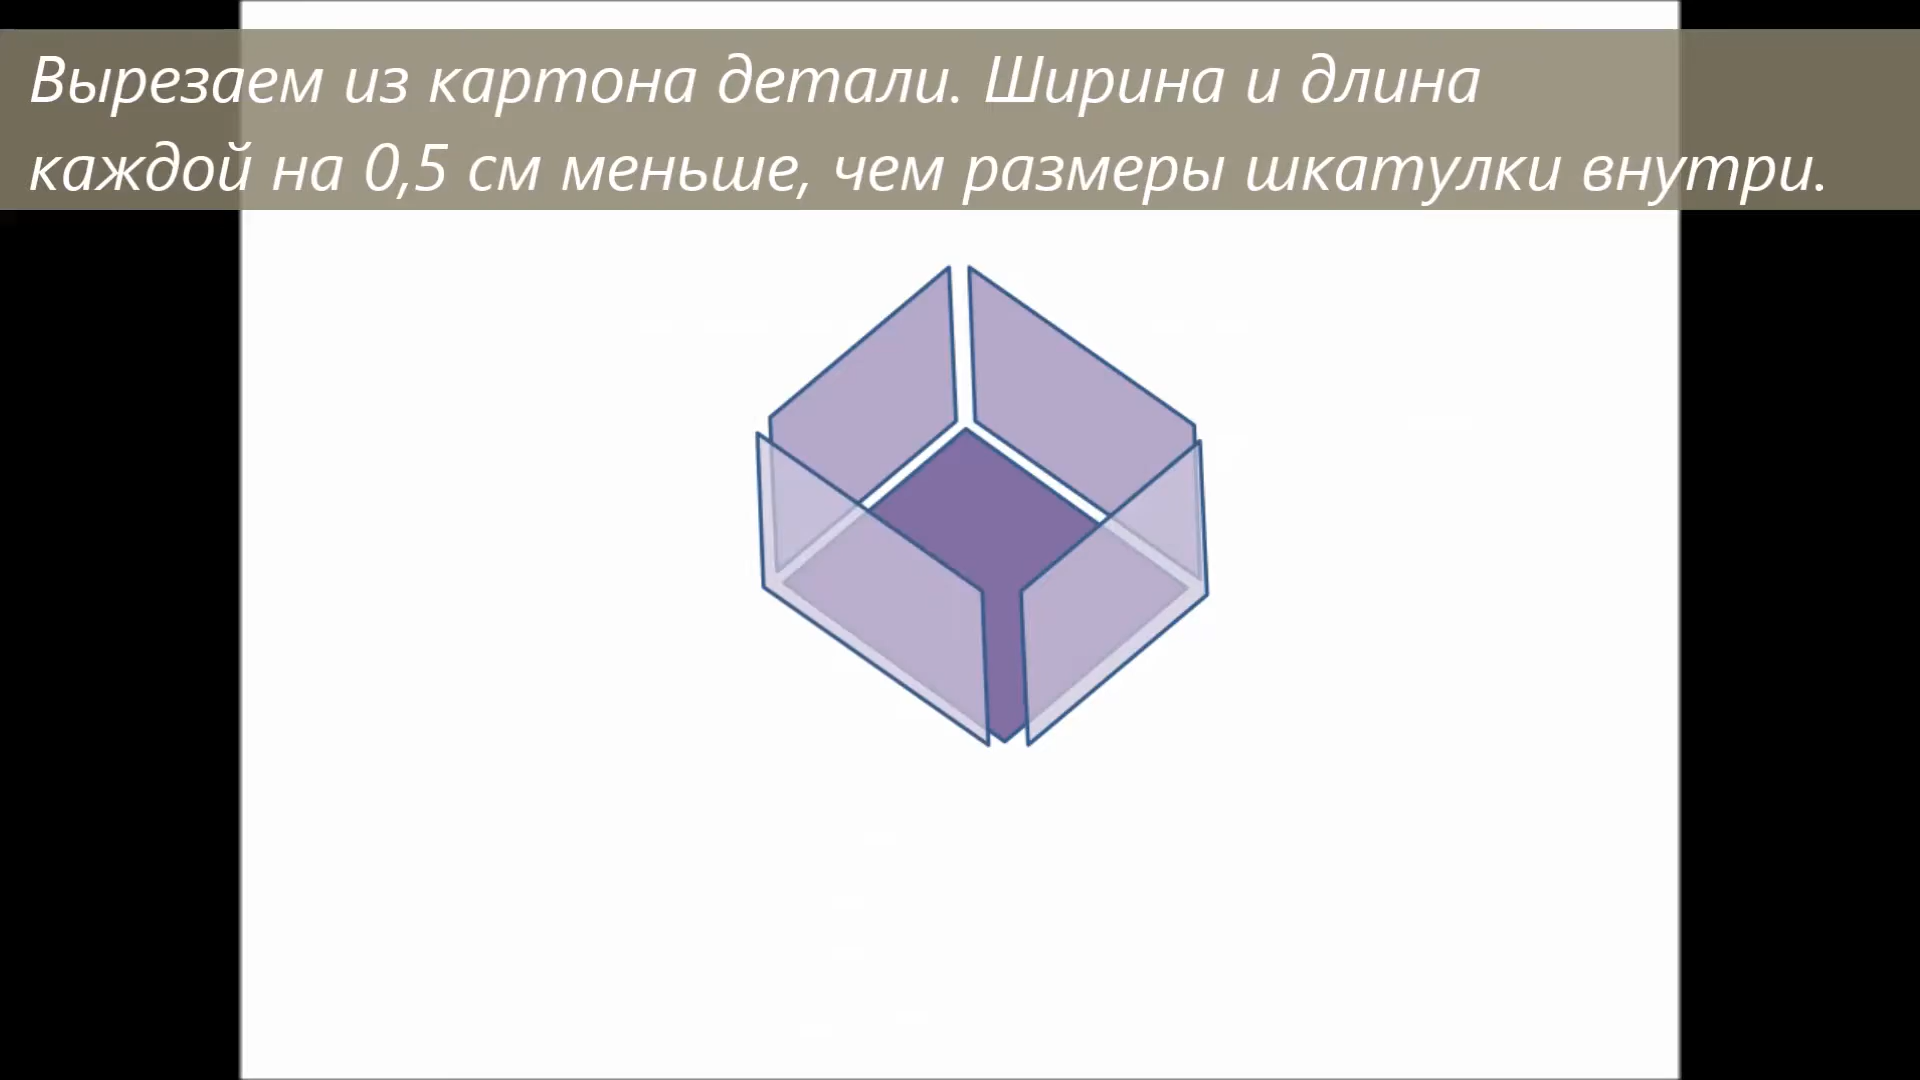 Вырезаем из картона детали. Ширина и длина
каждой на 0,5 см меньше, чем размеры шкатулки внутри.